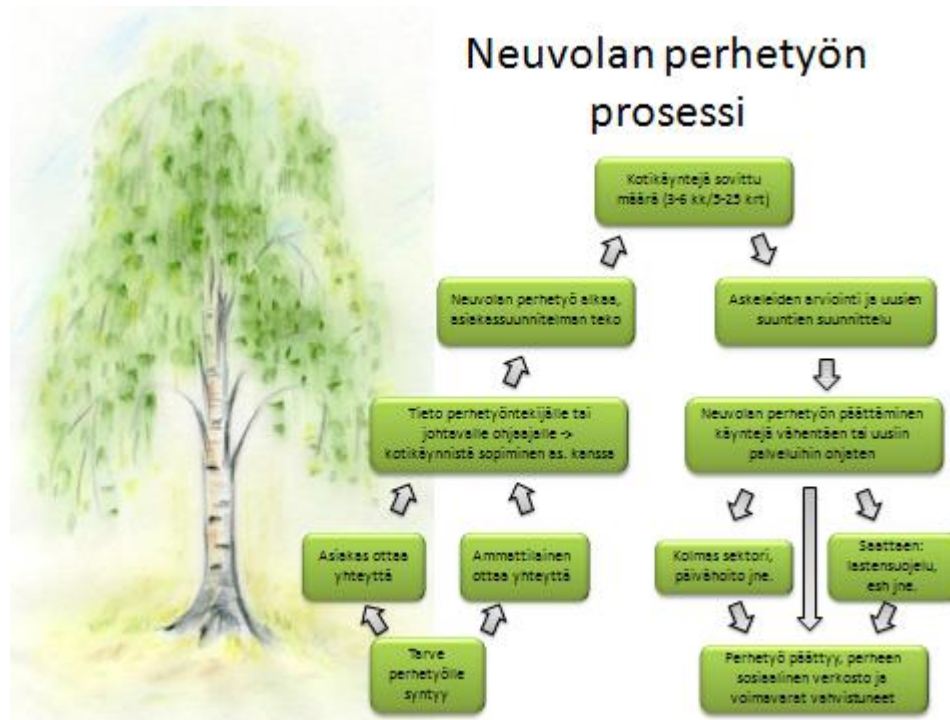 Neuvolan perhetyön
prosessi
Kotikäyntejä sovittu
määrä (3-6 kk/5-25 krt)
Neuvolan perhetyö alkaa,
asiakassuunnitelman teko
Askeleiden arviointi ja uusien
suuntien suunnittelu
Tieto perhetyöntekijälle tai
johtavalle ohjaajalle ->
kotikäynnistä sopiminen as. kanssa
Neuvolan perhetyön päättäminen
käyntejä vähentäen tai uusiin
palveluihin ohjaten
Asiakas ottaa
yhteyttä
Ammattilainen
ottaa yhteyttä
Kolmas sektori,
päivähoito jne.
Saattaen:
lastensuojelu,
esh jne.
Tarve
perhetyölle
syntyy
Perhetyö päättyy, perheen
sosiaalinen verkosto ja
voimavarat vahvistuneet